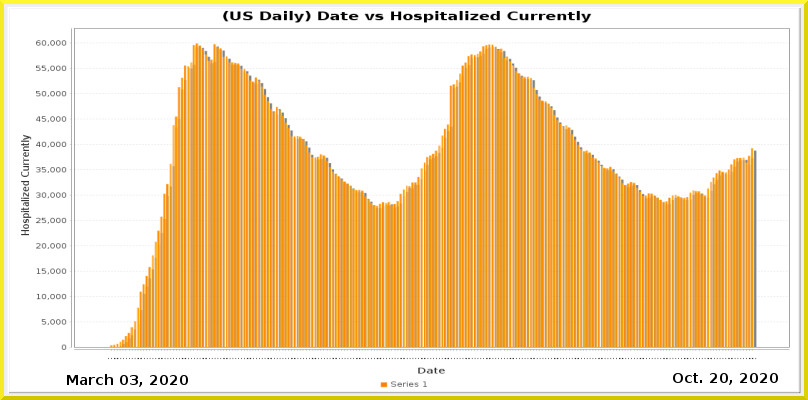 (US Daily) Date vs Hospitalized Currently
Hospitalized Currently
60,000
55,000
50,000
45,000
40,000
35,000
30,000
25,000
20,000
15,000
10,000
5,000
0
Date
March 03, 2020
Oct. 20, 2020
Series 1